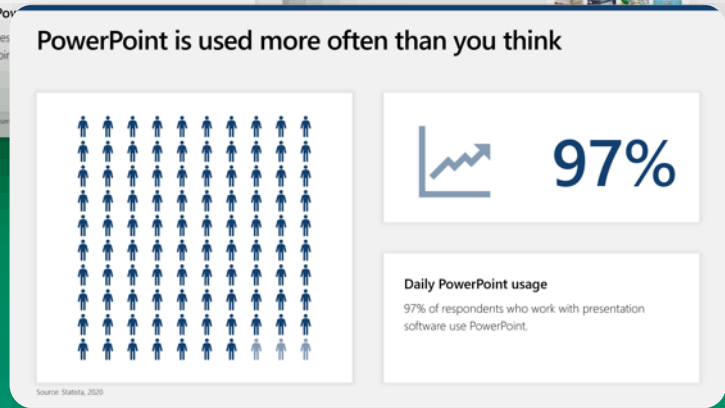 PowerPoint is used more often than you think
97%
Daily PowerPoint usage
97% of respondents who work with presentation
software use PowerPoint.
Source: Statista, 2020